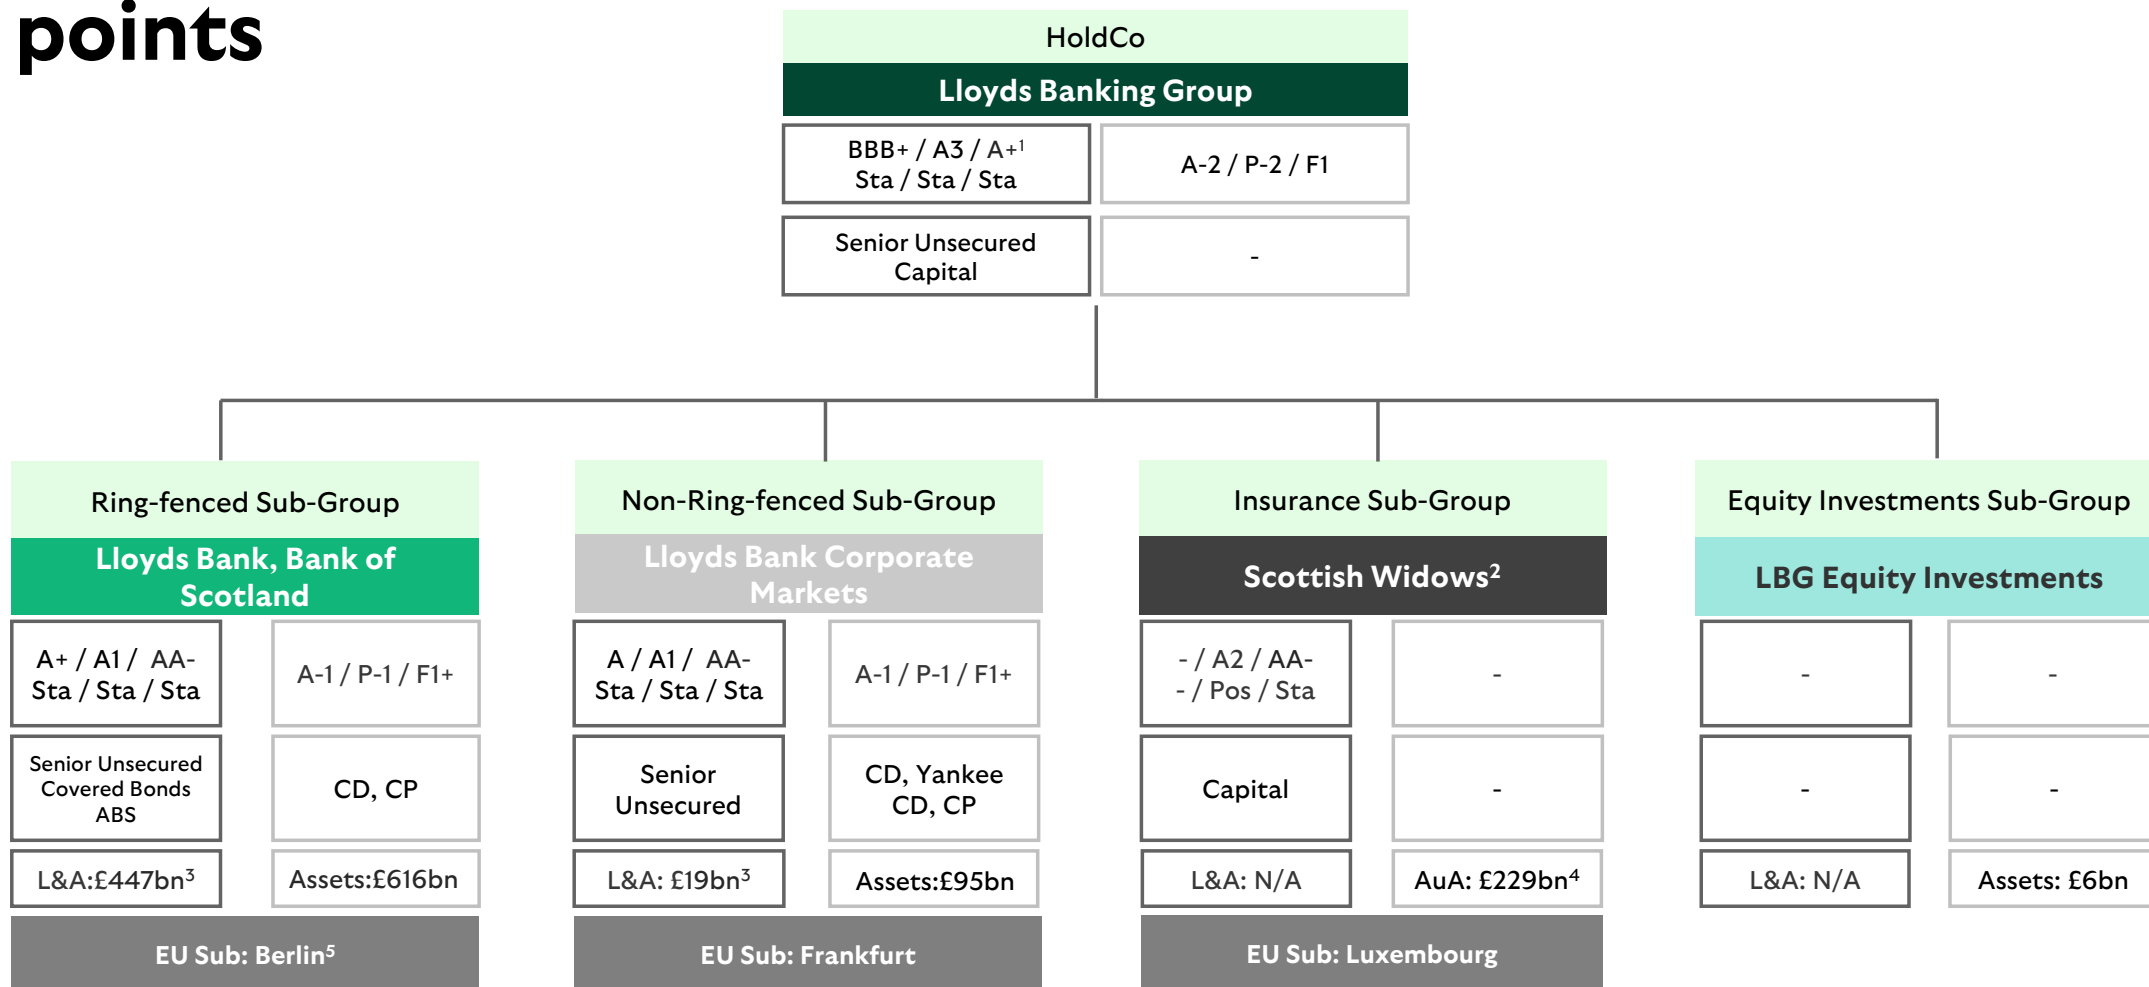 points
HoldCo
Lloyds Banking Group
BBB+ / A3 / A+¹
Sta / Sta / Sta
A-2 / P-2 / F1
Senior Unsecured
Capital
-
Ring-fenced Sub-Group
Lloyds Bank, Bank of
Scotland
A+ / A1 / AA-
Sta / Sta / Sta
A-1 / P-1 / F1+
Senior Unsecured
Covered Bonds
ABS
CD, CP
L&A:£447bn³
Assets:£616bn
EU Sub: Berlin⁵
Non-Ring-fenced Sub-Group
Lloyds Bank Corporate
Markets
A / A1 / AA-
Sta / Sta / Sta
A-1 / P-1 / F1+
Senior
Unsecured
CD, Yankee
CD, CP
L&A: £19bn³
Assets:£95bn
EU Sub: Frankfurt
Insurance Sub-Group
Scottish Widows²
- / A2 / AA-
- / Pos / Sta
-
Capital
-
L&A: N/A
AuA: £229bn⁴
EU Sub: Luxembourg
Equity Investments Sub-Group
LBG Equity Investments
-
-
-
-
L&A: N/A
Assets: £6bn